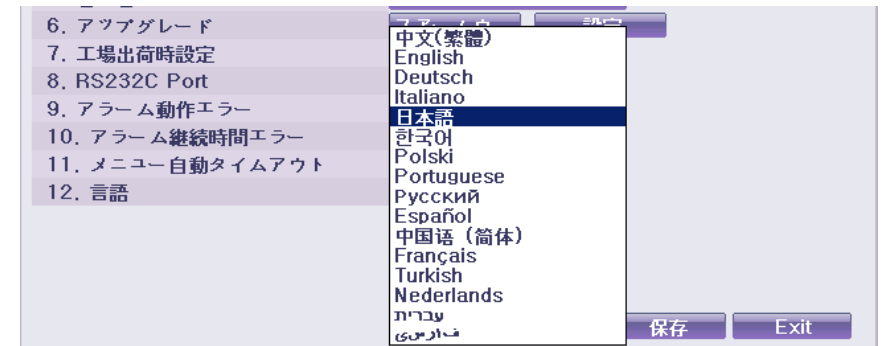 6. アップグレード
7. 工場出荷時設定
8. RS232C Port
9. アラーム動作エラー
10. アラーム継続時間エラー
11. メニュー自動タイムアウト
12. 言語
中文(繁體)
English
Deutsch
Italiano
日本語
한국어
Polski
Portuguese
Русский
Español
中国语 (简体)
Français
Turkish
Nederlands
עברית
فارسی
保存 Exit